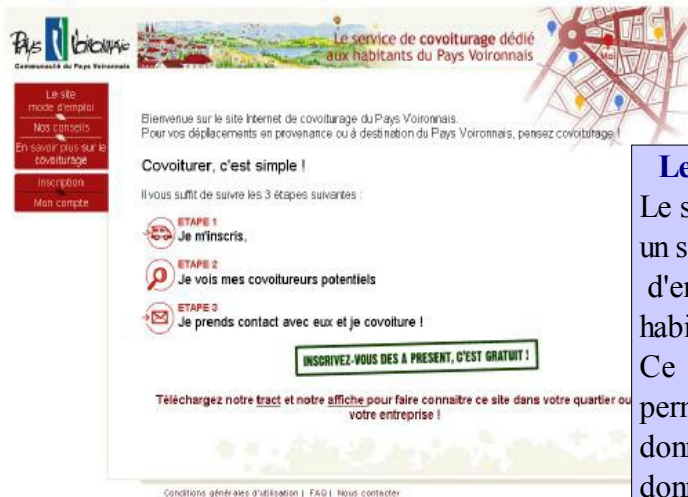 Pays Voironnais
Communauté du Pays Voironnais
Le service de covoiturage dédié
aux habitants du Pays Voironnais
Moi
Le site
mode d'emploi
Nos conseils
En savoir plus sur le
covoiturage
Inscription
Mon compte
Bienvenue sur le site Internet de covoiturage du Pays Voironnais.
Pour vos déplacements en provenance ou à destination du Pays Voironnais, pensez covoiturage !
Covoiturer, c'est simple !
Il vous suffit de suivre les 3 étapes suivantes :
ETAPE 1
Je m'inscris,
ETAPE 2
Je vois mes covoitureurs potentiels
ETAPE 3
Je prends contact avec eux et je covoiture !
INSCRIVEZ-VOUS DES A PRESENT, C'EST GRATUIT !
Téléchargez notre tract et notre affiche pour faire connaître ce site dans votre quartier ou
votre entreprise !
Conditions générales d'utilisation | FAQ | Nous contacter
Le
Le s
un s
d'en
habi
Ce
perm
donn
dom